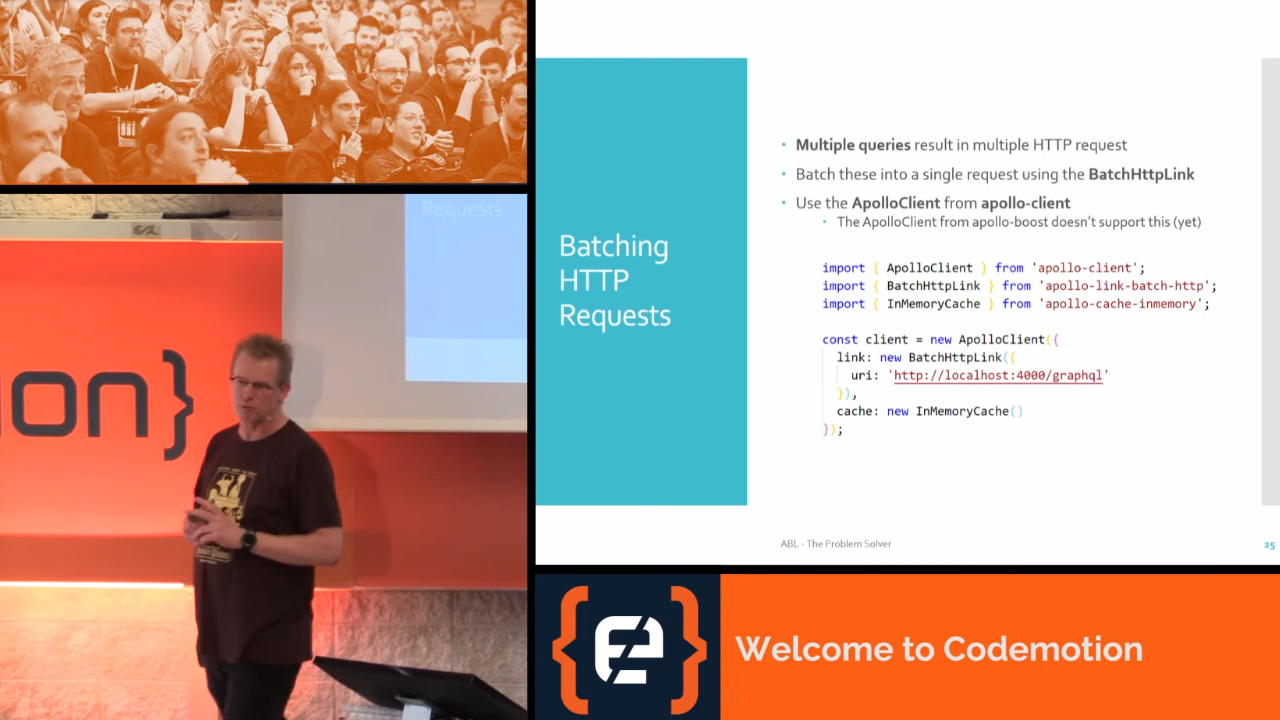 Requests
on}
Batching
HTTP
Requests
• Multiple queries result in multiple HTTP request
• Batch these into a single request using the BatchHttpLink
• Use the ApolloClient from apollo-client
• The ApolloClient from apollo-boost doesn't support this (yet)
import { ApolloClient } from 'apollo-client';
import { BatchHttpLink } from 'apollo-link-batch-http';
import { InMemoryCache } from 'apollo-cache-inmemory';
const client = new ApolloClient({
link: new BatchHttpLink({
uri: 'http://localhost:4000/graphql'
}),
cache: new InMemoryCache()
});
ABL - The Problem Solver
25
Welcome to Codemotion